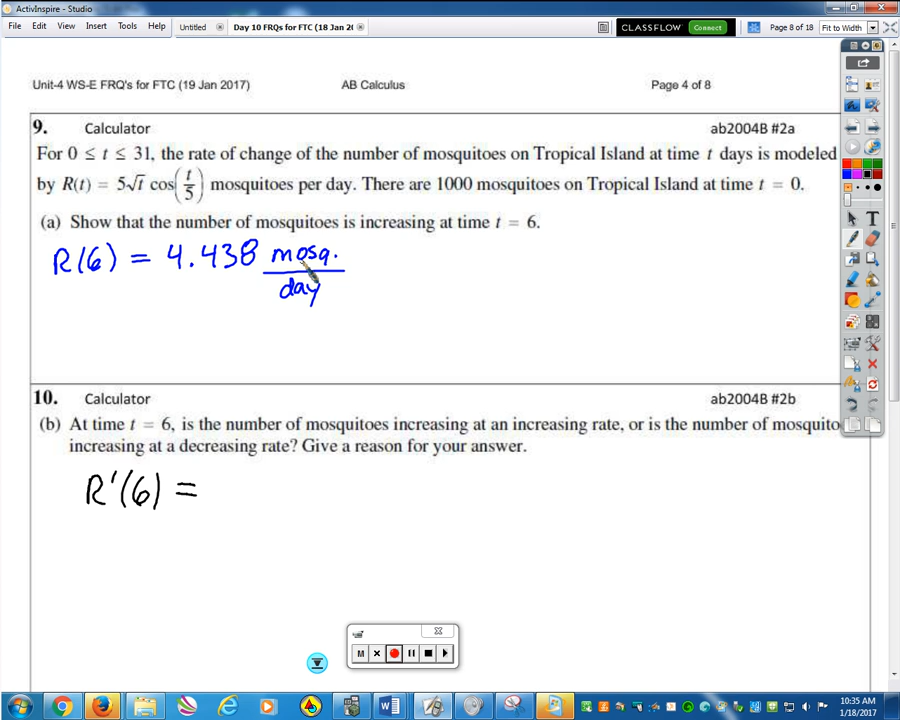 ActivInspire - Studio
File Edit View Insert Tools Help
Untitled
Day 10 FRQs for FTC (18 Jan 20
CLASSFLOW Connect
Page 8 of 18
Fit to Width
Unit-4 WS-E FRQ's for FTC (19 Jan 2017) AB Calculus Page 4 of 8
9. Calculator ab2004B #2a
For 0 ≤ t ≤ 31, the rate of change of the number of mosquitoes on Tropical Island at time t days is modeled
by R(t) = 5√t cos(t/5) mosquitoes per day. There are 1000 mosquitoes on Tropical Island at time t = 0.
(a) Show that the number of mosquitoes is increasing at time t = 6.
R(6) = 4.438 mosq./day
10. Calculator ab2004B #2b
(b) At time t = 6, is the number of mosquitoes increasing at an increasing rate, or is the number of mosquito
increasing at a decreasing rate? Give a reason for your answer.
R'(6) =
M
10:35 AM
1/18/2017